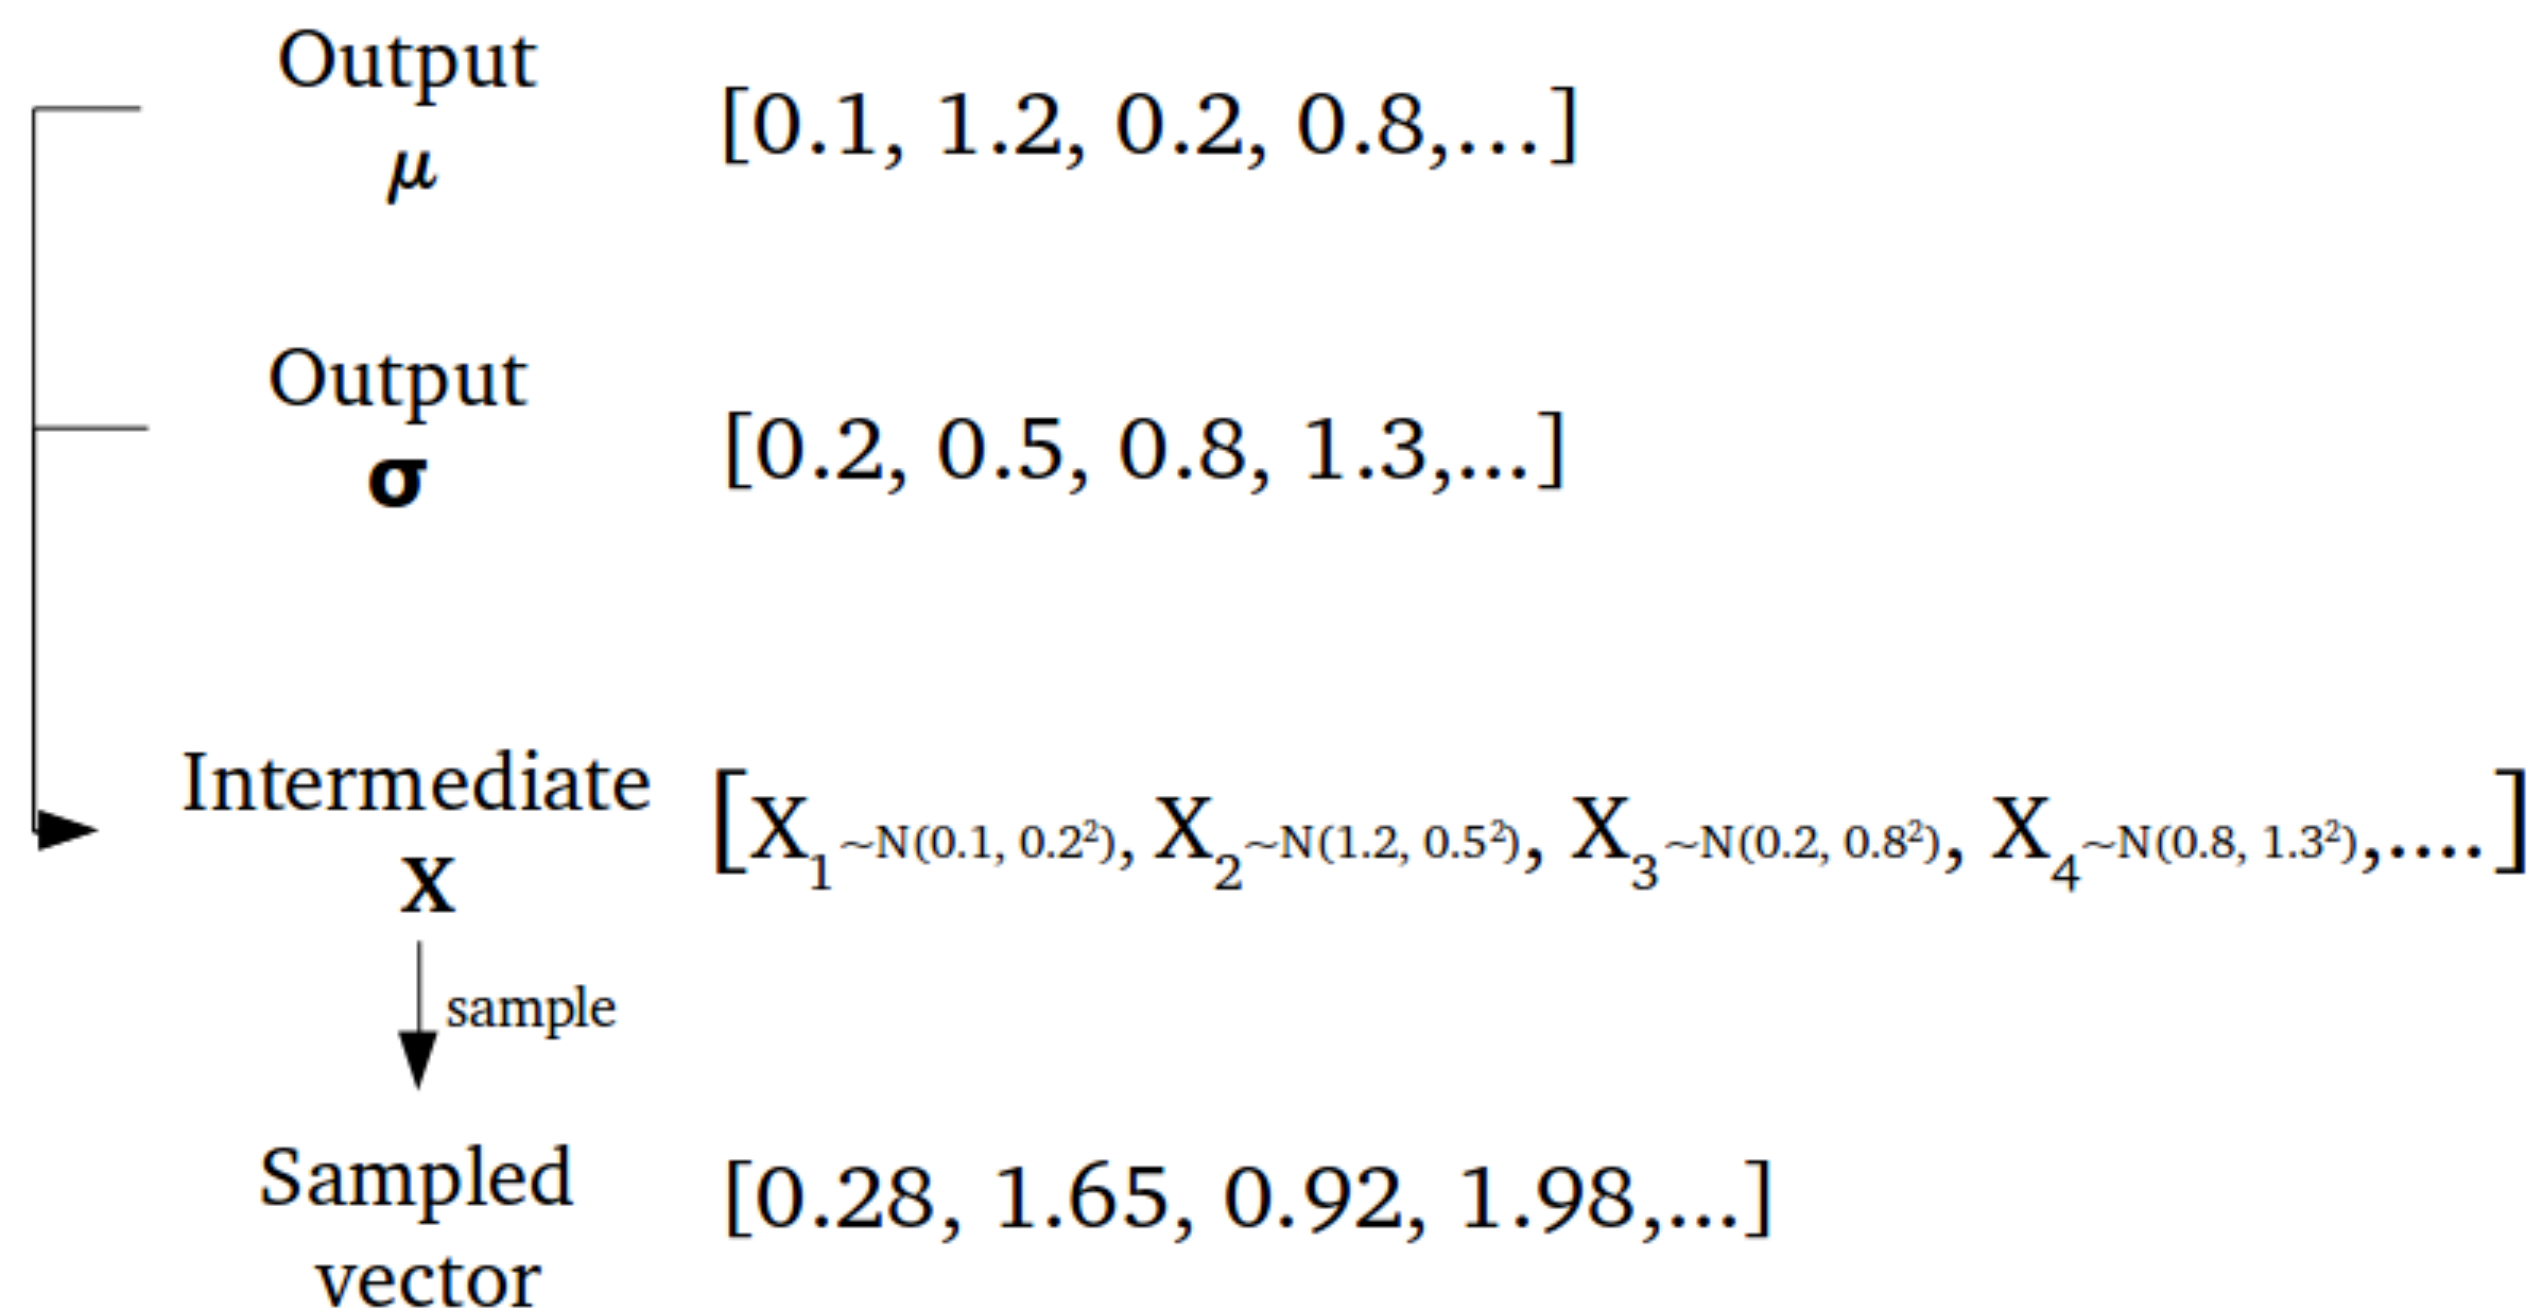 Output
μ
[0.1, 1.2, 0.2, 0.8,...]
Output
σ
[0.2, 0.5, 0.8, 1.3,...]
Intermediate
X
[X₁~N(0.1, 0.2²), X₂~N(1.2, 0.5²), X₃~N(0.2, 0.8²), X₄~N(0.8, 1.3²),....]
sample
Sampled
vector
[0.28, 1.65, 0.92, 1.98,...]